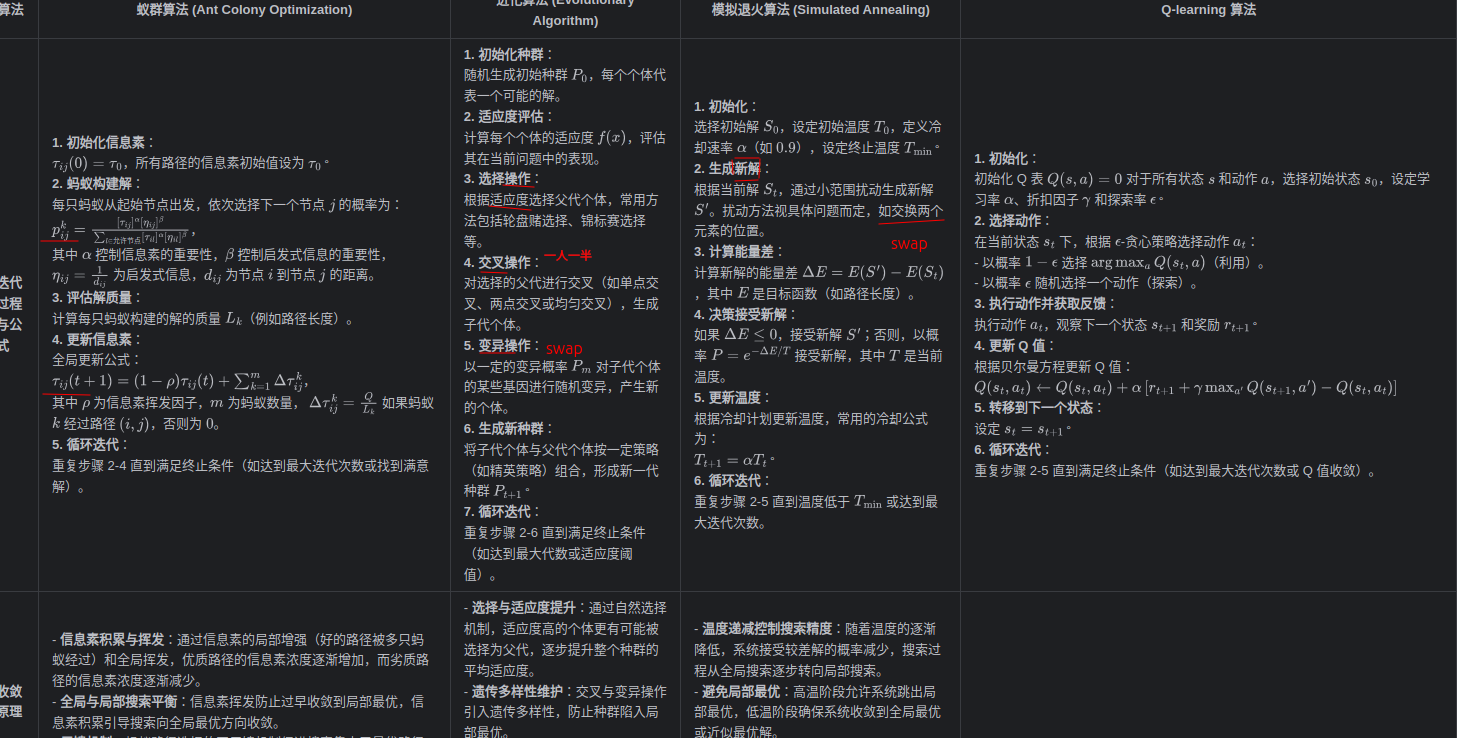 算法
蚁群算法 (Ant Colony Optimization)
进化算法 (Evolutionary
Algorithm)
模拟退火算法 (Simulated Annealing)
Q-learning 算法
迭代
过程
与公
式
1. 初始化信息素：
τ_{ij}(0) = τ_0，所有路径的信息素初始值设为 τ_0。
2. 蚂蚁构建解：
每只蚂蚁从起始节点出发，依次选择下一个节点 j 的概率为：
p_{ij}^k = \frac{[τ_{ij}]^α[η_{ij}]^β}{\sum_{l=允许节点}[τ_{il}]^α[η_{il}]^β}，
其中 α 控制信息素的重要性，β 控制启发式信息的重要性，
η_{ij} = \frac{1}{d_{ij}} 为启发式信息，d_{ij} 为节点 i 到节点 j 的距离。
3. 评估解质量：
计算每只蚂蚁构建的解的质量 L_k（例如路径长度）。
4. 更新信息素：
全局更新公式：
τ_{ij}(t+1) = (1−ρ)τ_{ij}(t) + \sum_{k=1}^m Δτ_{ij}^k，
其中 ρ 为信息素挥发因子，m 为蚂蚁数量， Δτ_{ij}^k = \frac{Q}{L_k} 如果蚂蚁
k 经过路径 (i, j)，否则为 0。
5. 循环迭代：
重复步骤 2-4 直到满足终止条件（如达到最大迭代次数或找到满意
解）。
1. 初始化种群：
随机生成初始种群 P_0，每个个体代
表一个可能的解。
2. 适应度评估：
计算每个个体的适应度 f(x)，评估
其在当前问题中的表现。
3. 选择操作：
根据适应度选择父代个体，常用方
法包括轮盘赌选择、锦标赛选择
等。
4. 交叉操作：一人一半
对选择的父代进行交叉（如单点交
叉、两点交叉或均匀交叉），生成
子代个体。
5. 变异操作：swap
以一定的变异概率 P_m 对子代个体
的某些基因进行随机变异，产生新
的个体。
6. 生成新种群：
将子代个体与父代个体按一定策略
（如精英策略）组合，形成新一代
种群 P_{t+1}。
7. 循环迭代：
重复步骤 2-6 直到满足终止条件
（如达到最大代数或适应度阈
值）。
1. 初始化：
选择初始解 S_0，设定初始温度 T_0，定义冷
却速率 α（如 0.9），设定终止温度 T_{min}。
2. 生成新解：
根据当前解 S_t，通过小范围扰动生成新解
S′。扰动方法视具体问题而定，如交换两个
元素的位置。
swap
3. 计算能量差：
计算新解的能量差 ΔE = E(S′) − E(S_t)
，其中 E 是目标函数（如路径长度）。
4. 决策接受新解：
如果 ΔE ≤ 0，接受新解 S′；否则，以概
率 P = e^{−ΔE/T} 接受新解，其中 T 是当前
温度。
5. 更新温度：
根据冷却计划更新温度，常用的冷却公式
为：
T_{t+1} = αT_t。
6. 循环迭代：
重复步骤 2-5 直到温度低于 T_{min} 或达到最
大迭代次数。
1. 初始化：
初始化 Q 表 Q(s, a) = 0 对于所有状态 s 和动作 a，选择初始状态 s_0，设定学
习率 α、折扣因子 γ 和探索率 ϵ。
2. 选择动作：
在当前状态 s_t 下，根据 ϵ-贪心策略选择动作 a_t：
- 以概率 1 − ϵ 选择 arg max_a Q(s_t, a)（利用）。
- 以概率 ϵ 随机选择一个动作（探索）。
3. 执行动作并获取反馈：
执行动作 a_t，观察下一个状态 s_{t+1} 和奖励 r_{t+1}。
4. 更新 Q 值：
根据贝尔曼方程更新 Q 值：
Q(s_t, a_t) ← Q(s_t, a_t) + α [r_{t+1} + γ max_{a′} Q(s_{t+1}, a′) − Q(s_t, a_t)]
5. 转移到下一个状态：
设定 s_t = s_{t+1}。
6. 循环迭代：
重复步骤 2-5 直到满足终止条件（如达到最大迭代次数或 Q 值收敛）。
收敛
原理
- 信息素积累与挥发：通过信息素的局部增强（好的路径被多只蚂
蚁经过）和全局挥发，优质路径的信息素浓度逐渐增加，而劣质路
径的信息素浓度逐渐减少。
- 全局与局部搜索平衡：信息素挥发防止过早收敛到局部最优，信
息素积累引导搜索向全局最优方向收敛。
- 选择与适应度提升：通过自然选择
机制，适应度高的个体更有可能被
选择为父代，逐步提升整个种群的
平均适应度。
- 遗传多样性维护：交叉与变异操作
引入遗传多样性，防止种群陷入局
部最优。
- 温度递减控制搜索精度：随着温度的逐渐
降低，系统接受较差解的概率减少，搜索过
程从全局搜索逐步转向局部搜索。
- 避免局部最优：高温阶段允许系统跳出局
部最优，低温阶段确保系统收敛到全局最优
或近似最优解。